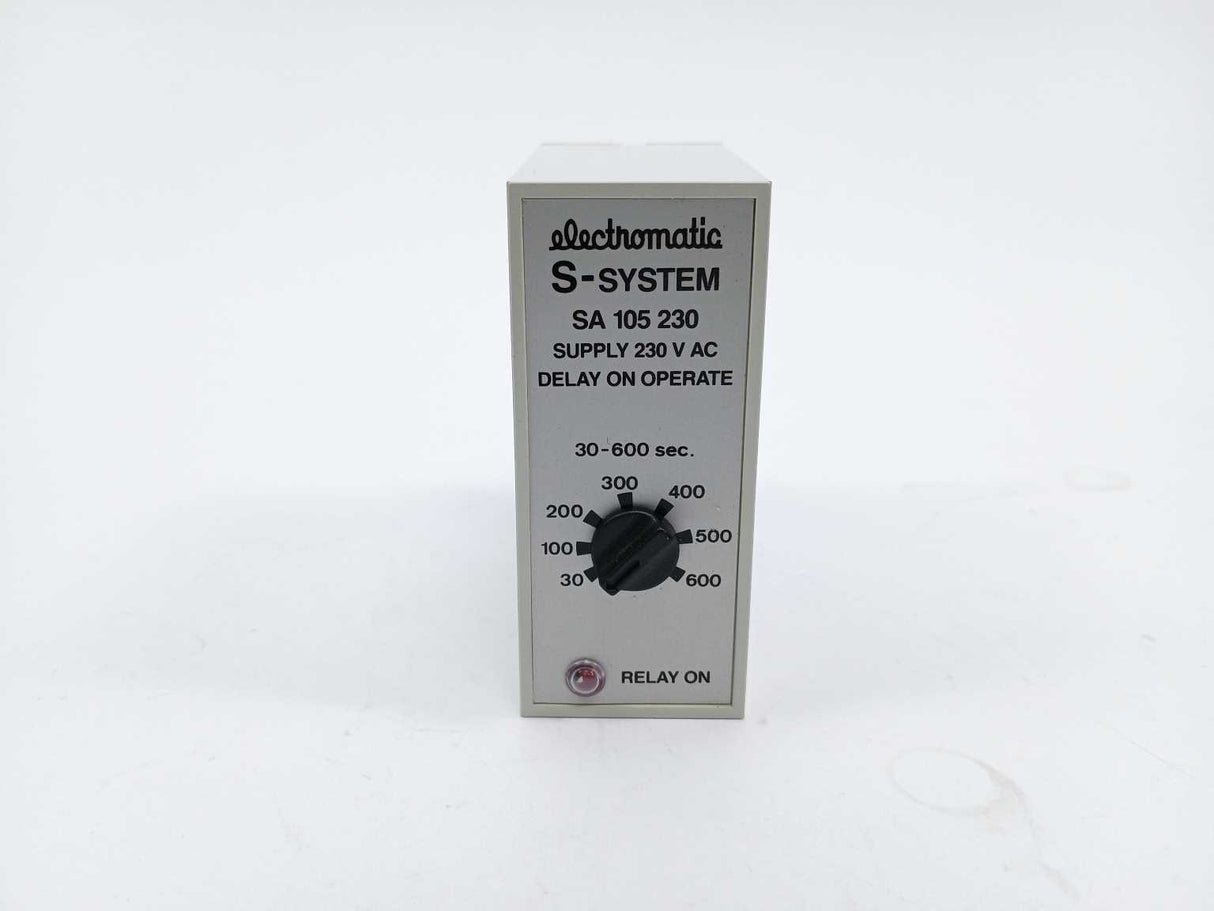 electromatic
S-SYSTEM
SA 105 230
SUPPLY 230 V AC
DELAY ON OPERATE
30-600 sec.
300
400
200
500
100
30
600
RELAY ON